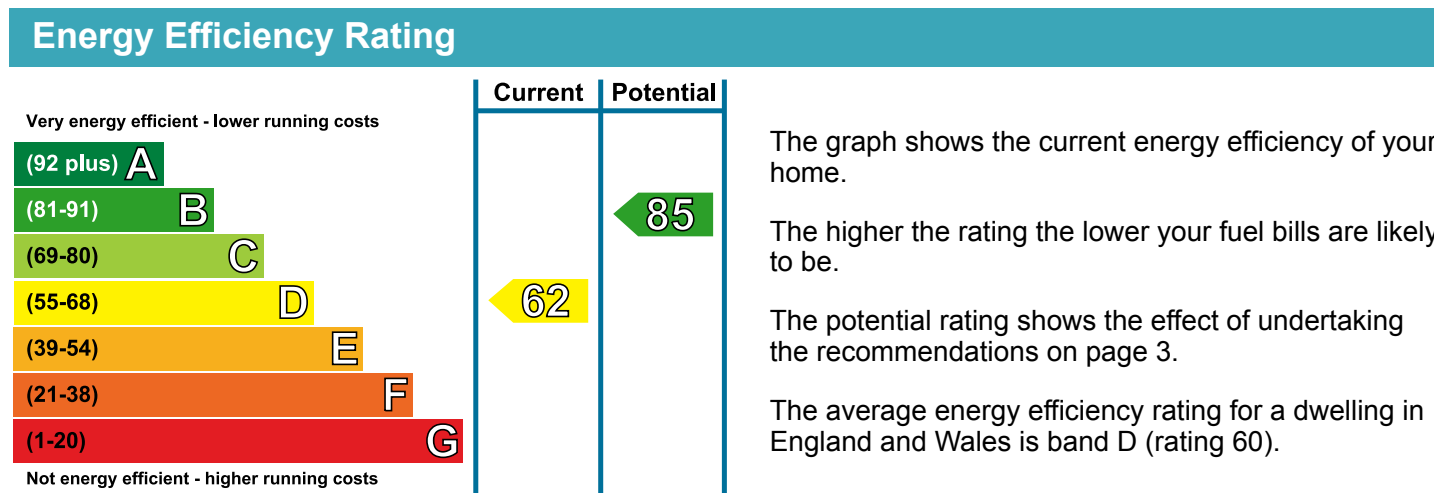 Energy Efficiency Rating
Current Potential
Very energy efficient - lower running costs
(92 plus) A
(81-91) B
85
(69-80) C
(55-68) D
62
(39-54) E
(21-38) F
(1-20) G
Not energy efficient - higher running costs
The graph shows the current energy efficiency of your
home.
The higher the rating the lower your fuel bills are likely
to be.
The potential rating shows the effect of undertaking
the recommendations on page 3.
The average energy efficiency rating for a dwelling in
England and Wales is band D (rating 60).